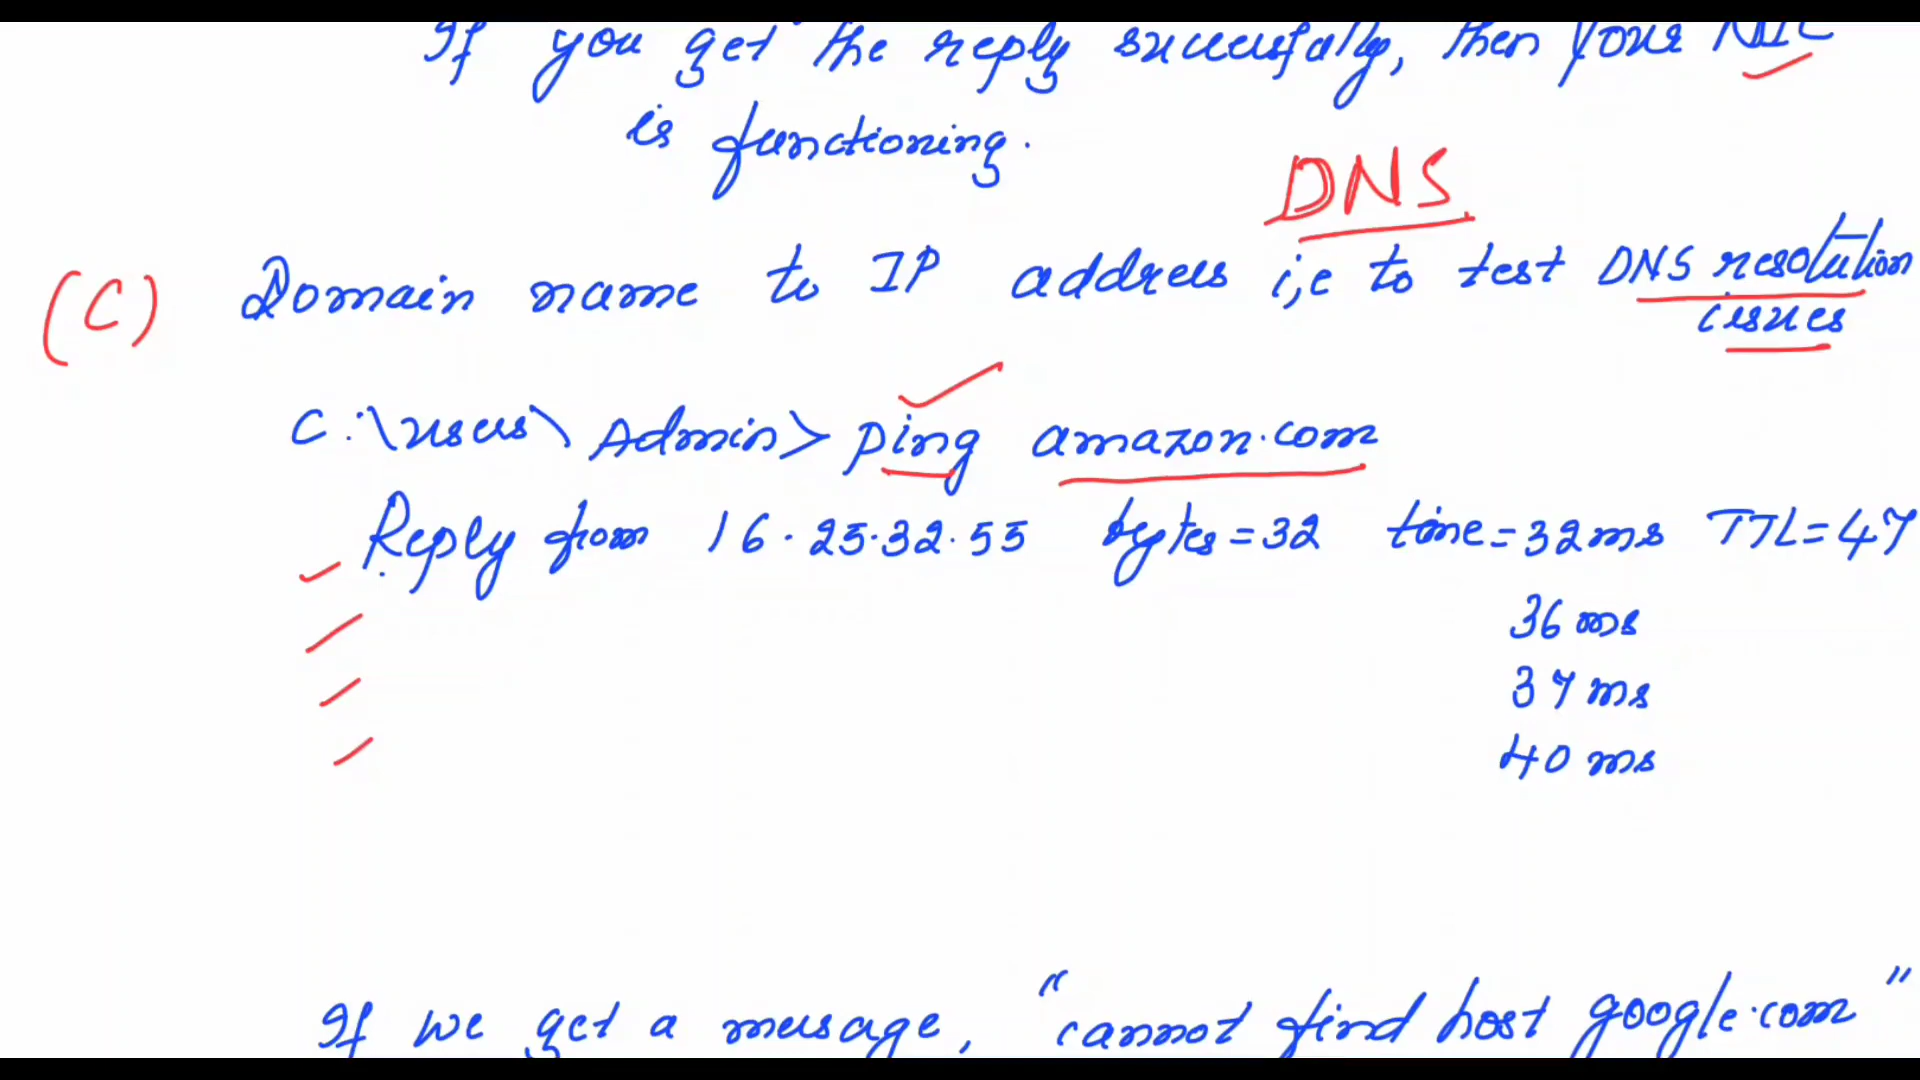 If you get the reply successfully, then your NIC
is functioning.
DNS
(C) Domain name to IP address i,e to test DNS resolution
issues
C:\users\Admin> ping amazon.com
Reply from 16.25.32.55 bytes=32 time=32ms TTL=47
36 ms
37 ms
40 ms
If we get a message, "cannot find host google.com"